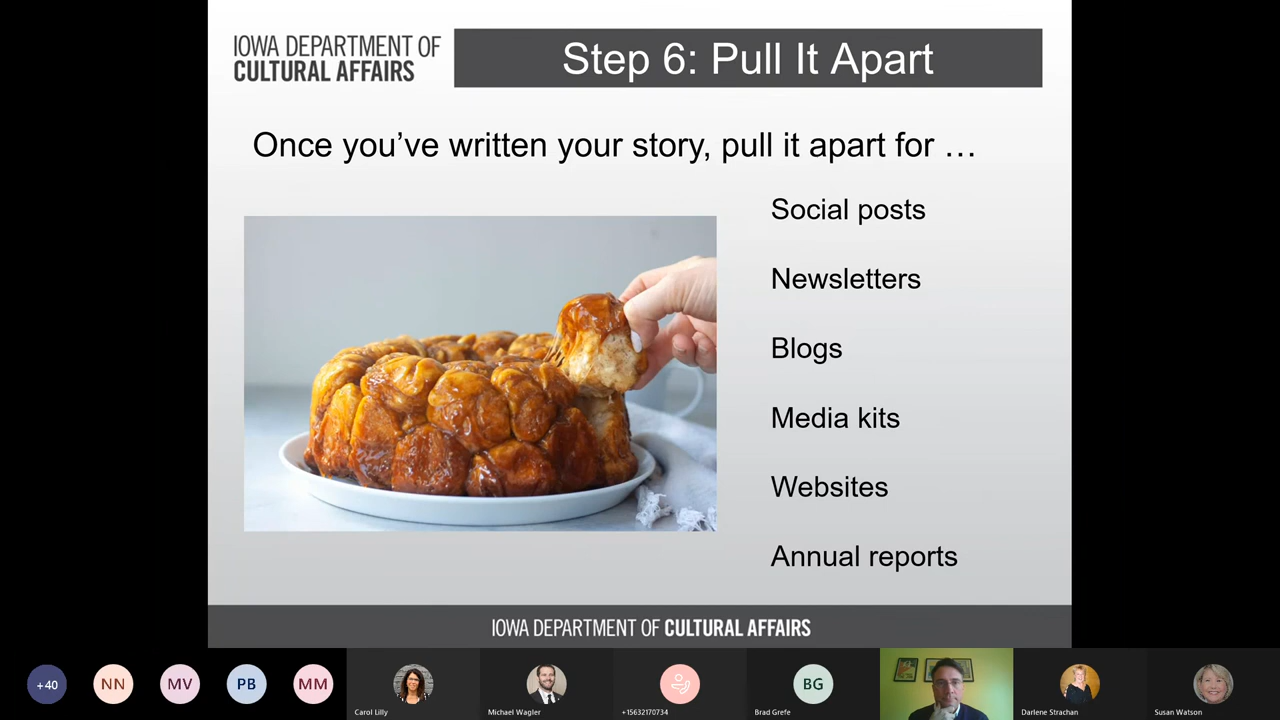 IOWA DEPARTMENT OF
CULTURAL AFFAIRS
Step 6: Pull It Apart
Once you’ve written your story, pull it apart for …
Social posts
Newsletters
Blogs
Media kits
Websites
Annual reports
IOWA DEPARTMENT OF CULTURAL AFFAIRS
+40
NN
MV
PB
MM
BG
Carol Lilly
Michael Wagler
+15632170734
Brad Grefe
Darlene Strachan
Susan Watson